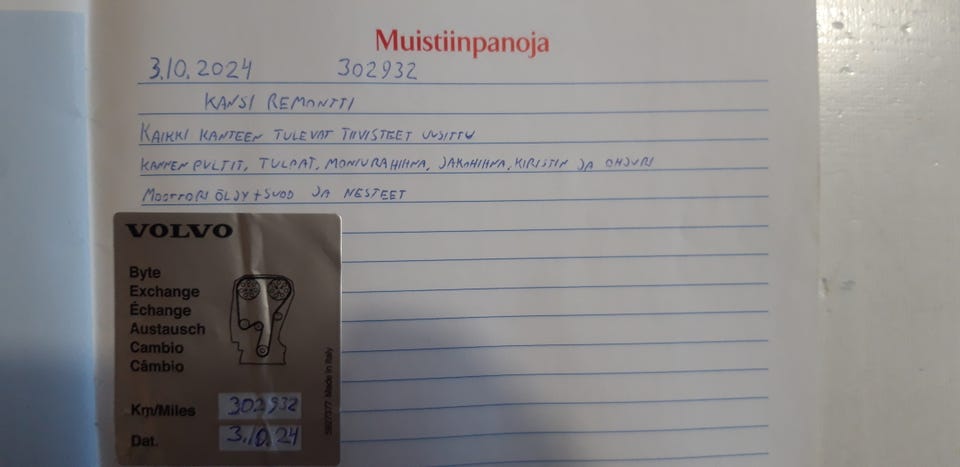 Muistiinpanoja
3.10.2024 302932
KANSI REMONTTI
KAIKKI KANTEEN TULEVAT TIIVISTEET UUSITTU
KANNEN PULTIT, TULPAT, MONIURAHIHNA, JAKOHIHNA, KIRISTIN JA OHJURI
MOOTTORI ÖLJY + SUOD JA NESTEET
VOLVO
Byte
Exchange
Échange
Austausch
Cambio
Câmbio
Km/Miles 302932
Dat. 3.10.24
Made in Italy